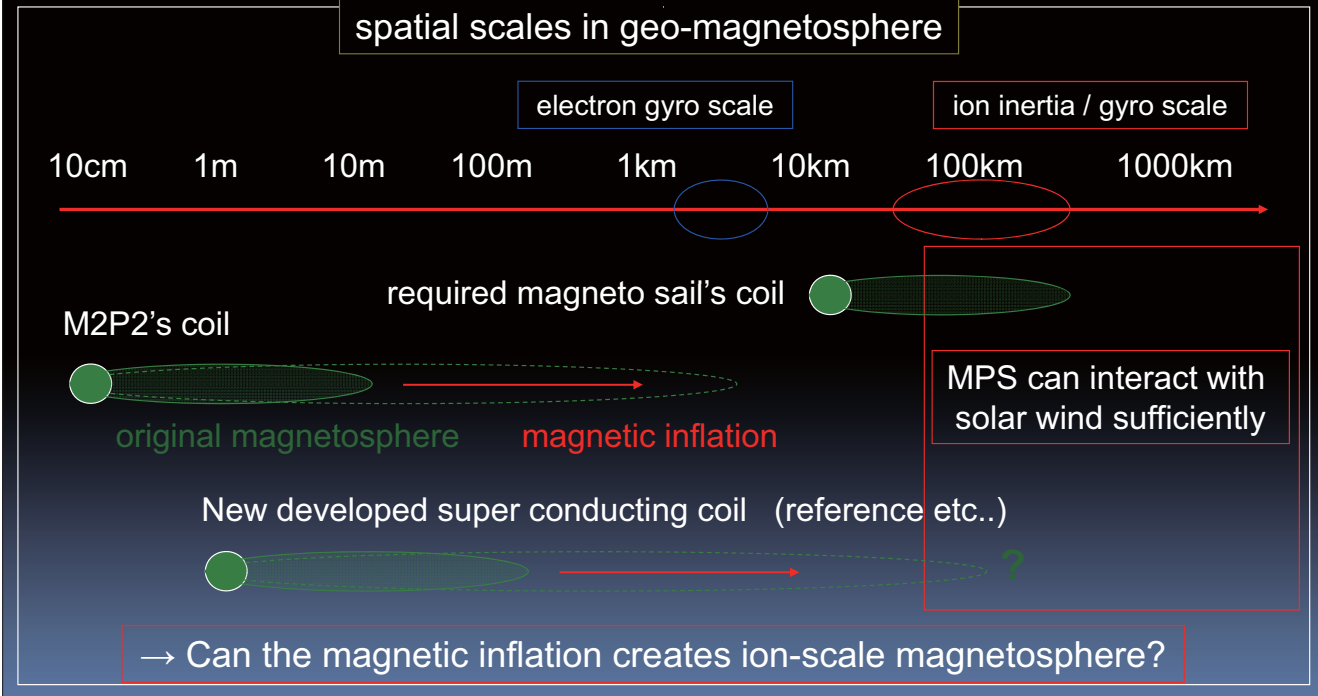 spatial scales in geo-magnetosphere
electron gyro scale
ion inertia / gyro scale
10cm 1m 10m 100m 1km 10km 100km 1000km
required magneto sail's coil
M2P2's coil
MPS can interact with
solar wind sufficiently
original magnetosphere
magnetic inflation
New developed super conducting coil (reference etc..)
?
→ Can the magnetic inflation creates ion-scale magnetosphere?